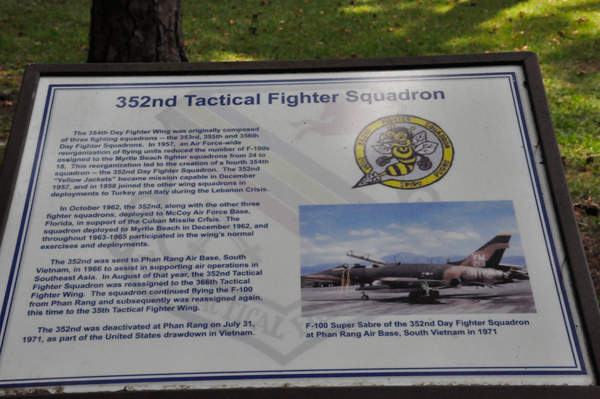 352nd Tactical Fighter Squadron
The 354th Day Fighter Wing was originally composed
of three fighting squadrons -- the 353rd, 355th and 356th
Day Fighter Squadrons. In 1957, an Air Force-wide
reorganization of flying units reduced the number of F-100s
assigned to the Myrtle Beach fighter squadrons from 24 to
18. This reorganization led to the creation of a fourth 354th
squadron -- the 352nd Day Fighter Squadron. The 352nd
"Yellow Jackets" became mission capable in December
1957, and in 1958 joined the other wing squadrons in
deployments to Turkey and Italy during the Lebanon Crisis.
In October 1962, the 352nd, along with the other three
fighter squadrons, deployed to McCoy Air Force Base,
Florida, in support of the Cuban Missile Crisis. The
squadron deployed to Myrtle Beach in December 1962, and
throughout 1963-1965 participated in the wing's normal
exercises and deployments.
The 352nd was sent to Phan Rang Air Base, South
Vietnam, in 1966 to assist in supporting air operations in
Southeast Asia. In August of that year, the 352nd Tactical
Fighter Squadron was reassigned to the 366th Tactical
Fighter Wing. The squadron continued flying the F-100
from Phan Rang and subsequently was reassigned again,
this time to the 35th Tactical Fighter Wing.
The 352nd was deactivated at Phan Rang on July 31,
1971, as part of the United States drawdown in Vietnam.
FIGHTER SQUADRON
F-100 Super Sabre of the 352nd Day Fighter Squadron
at Phan Rang Air Base, South Vietnam in 1971